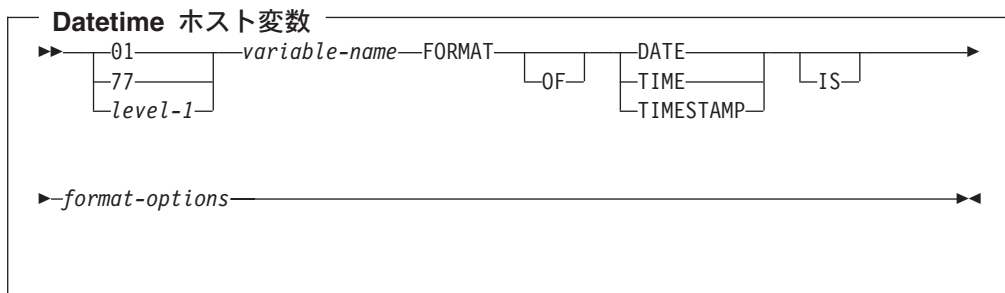 Datetime ホスト変数
01 variable-name FORMAT DATE
77 OF TIME IS
level-1 TIMESTAMP
format-options